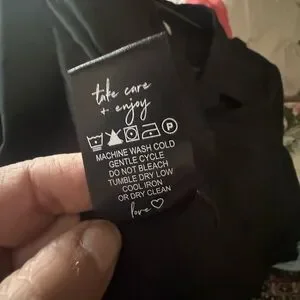 take care
+ enjoy
P
MACHINE WASH COLD
GENTLE CYCLE
DO NOT BLEACH
TUMBLE DRY LOW
COOL IRON
OR DRY CLEAN
love ♡